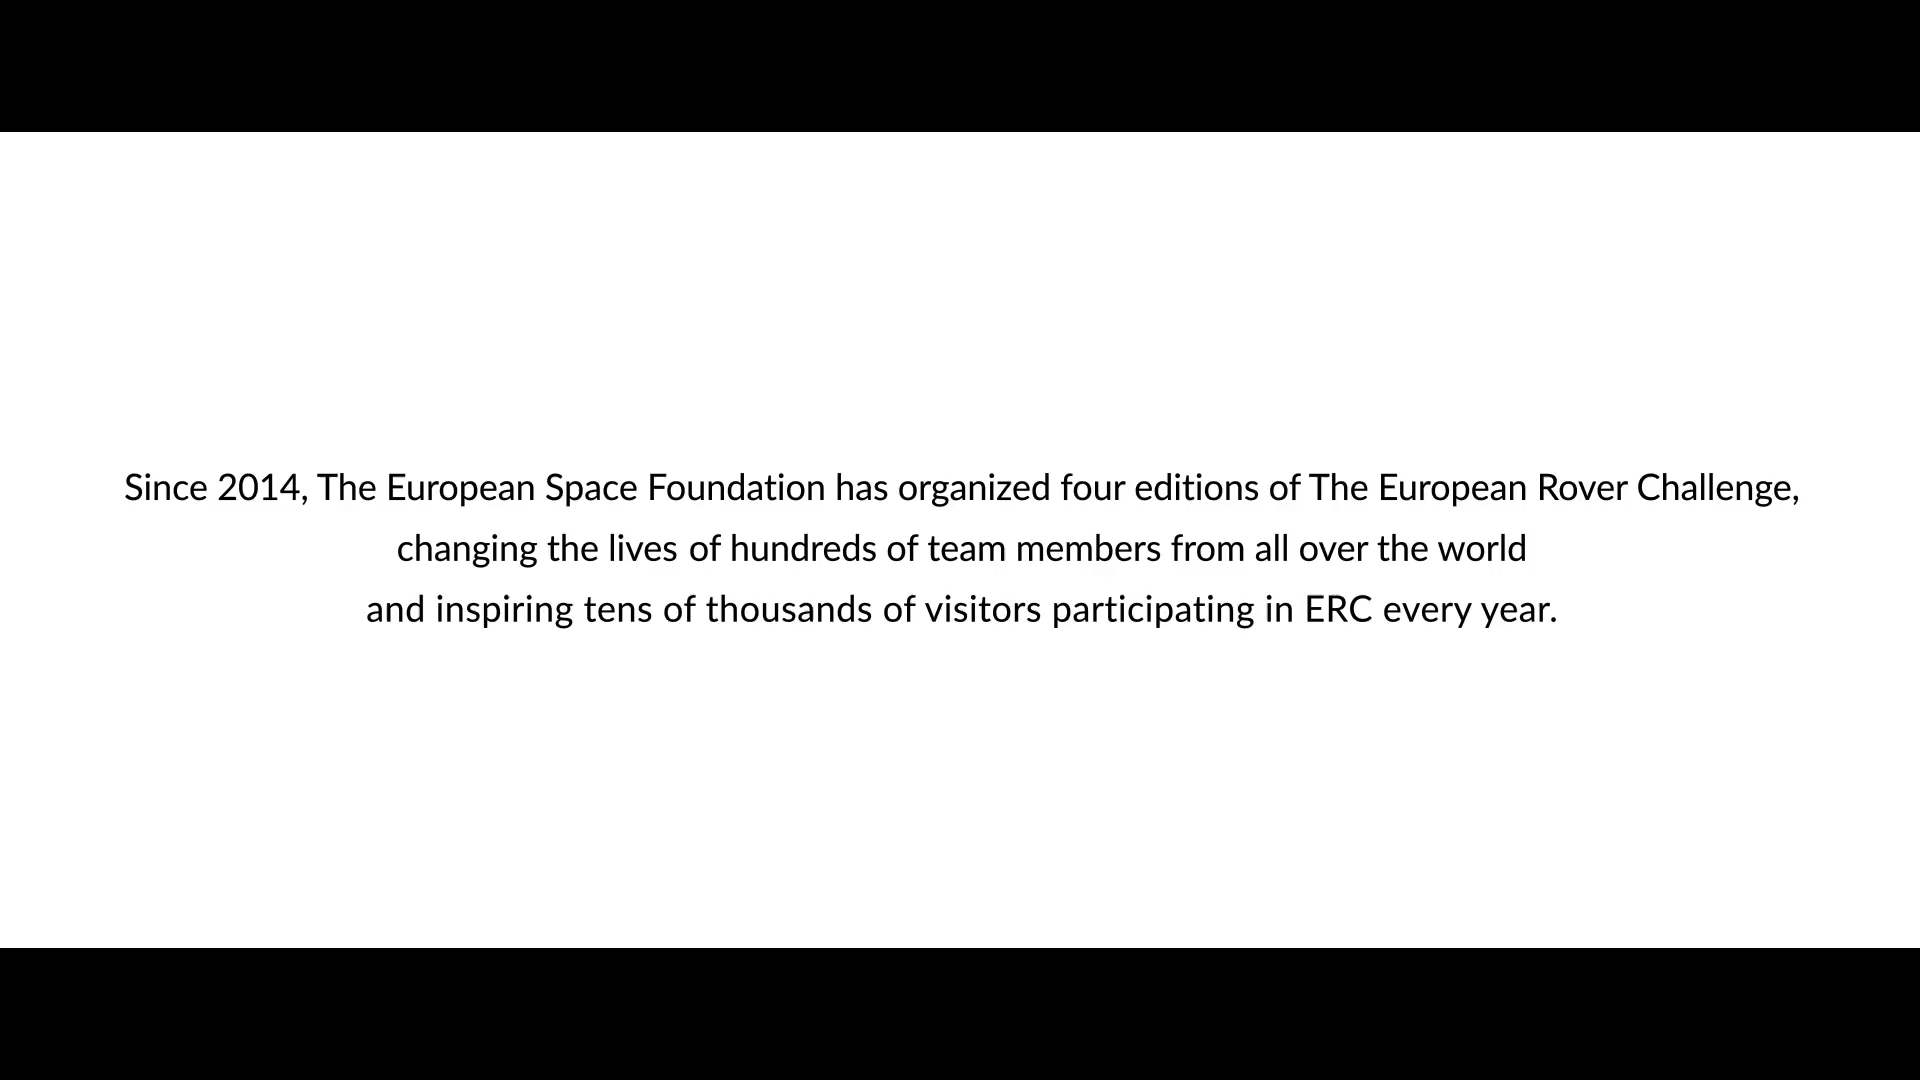 Since 2014, The European Space Foundation has organized four editions of The European Rover Challenge,
changing the lives of hundreds of team members from all over the world
and inspiring tens of thousands of visitors participating in ERC every year.